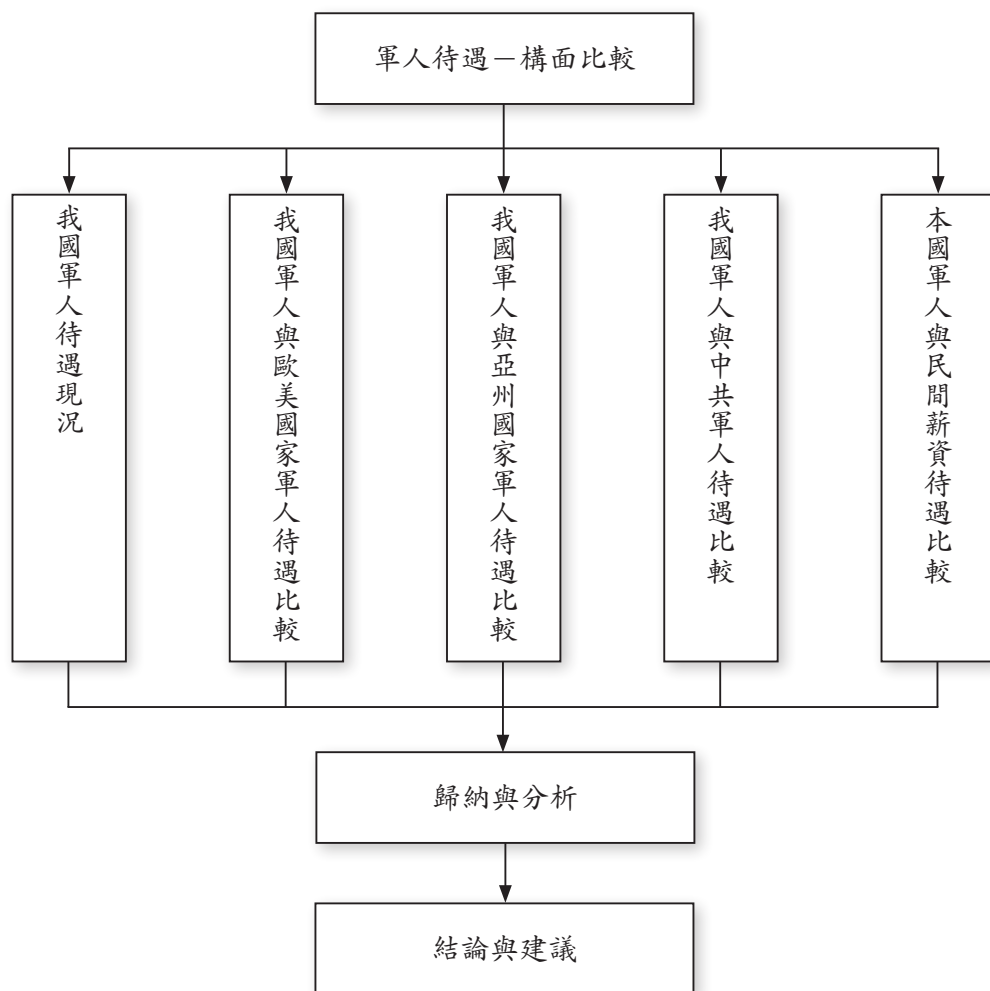 軍人待遇－構面比較
我國軍人待遇現況
我國軍人與歐美國家軍人待遇比較
我國軍人與亞州國家軍人待遇比較
我國軍人與中共軍人待遇比較
本國軍人與民間薪資待遇比較
歸納與分析
結論與建議